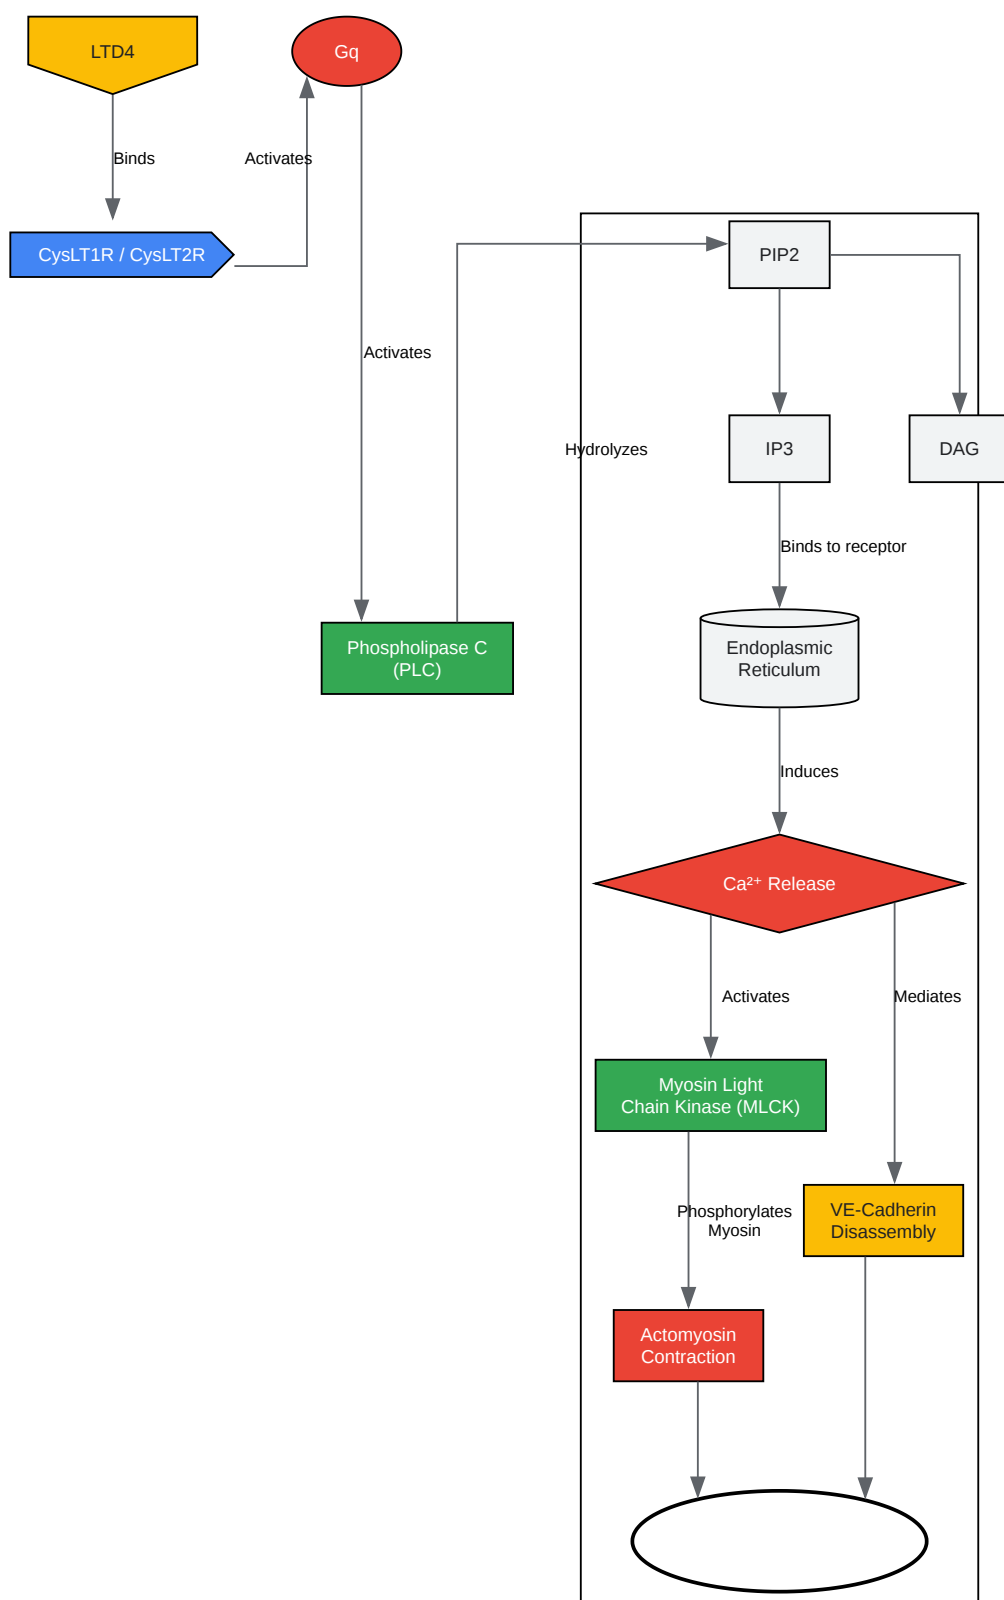 LTD4
Gq
Binds
Activates
CysLT1R / CysLT2R
PIP2
Activates
Hydrolyzes
IP3
DAG
Binds to receptor
Phospholipase C
(PLC)
Endoplasmic
Reticulum
Induces
Ca²⁺ Release
Activates
Mediates
Myosin Light
Chain Kinase (MLCK)
Phosphorylates
Myosin
VE-Cadherin
Disassembly
Actomyosin
Contraction